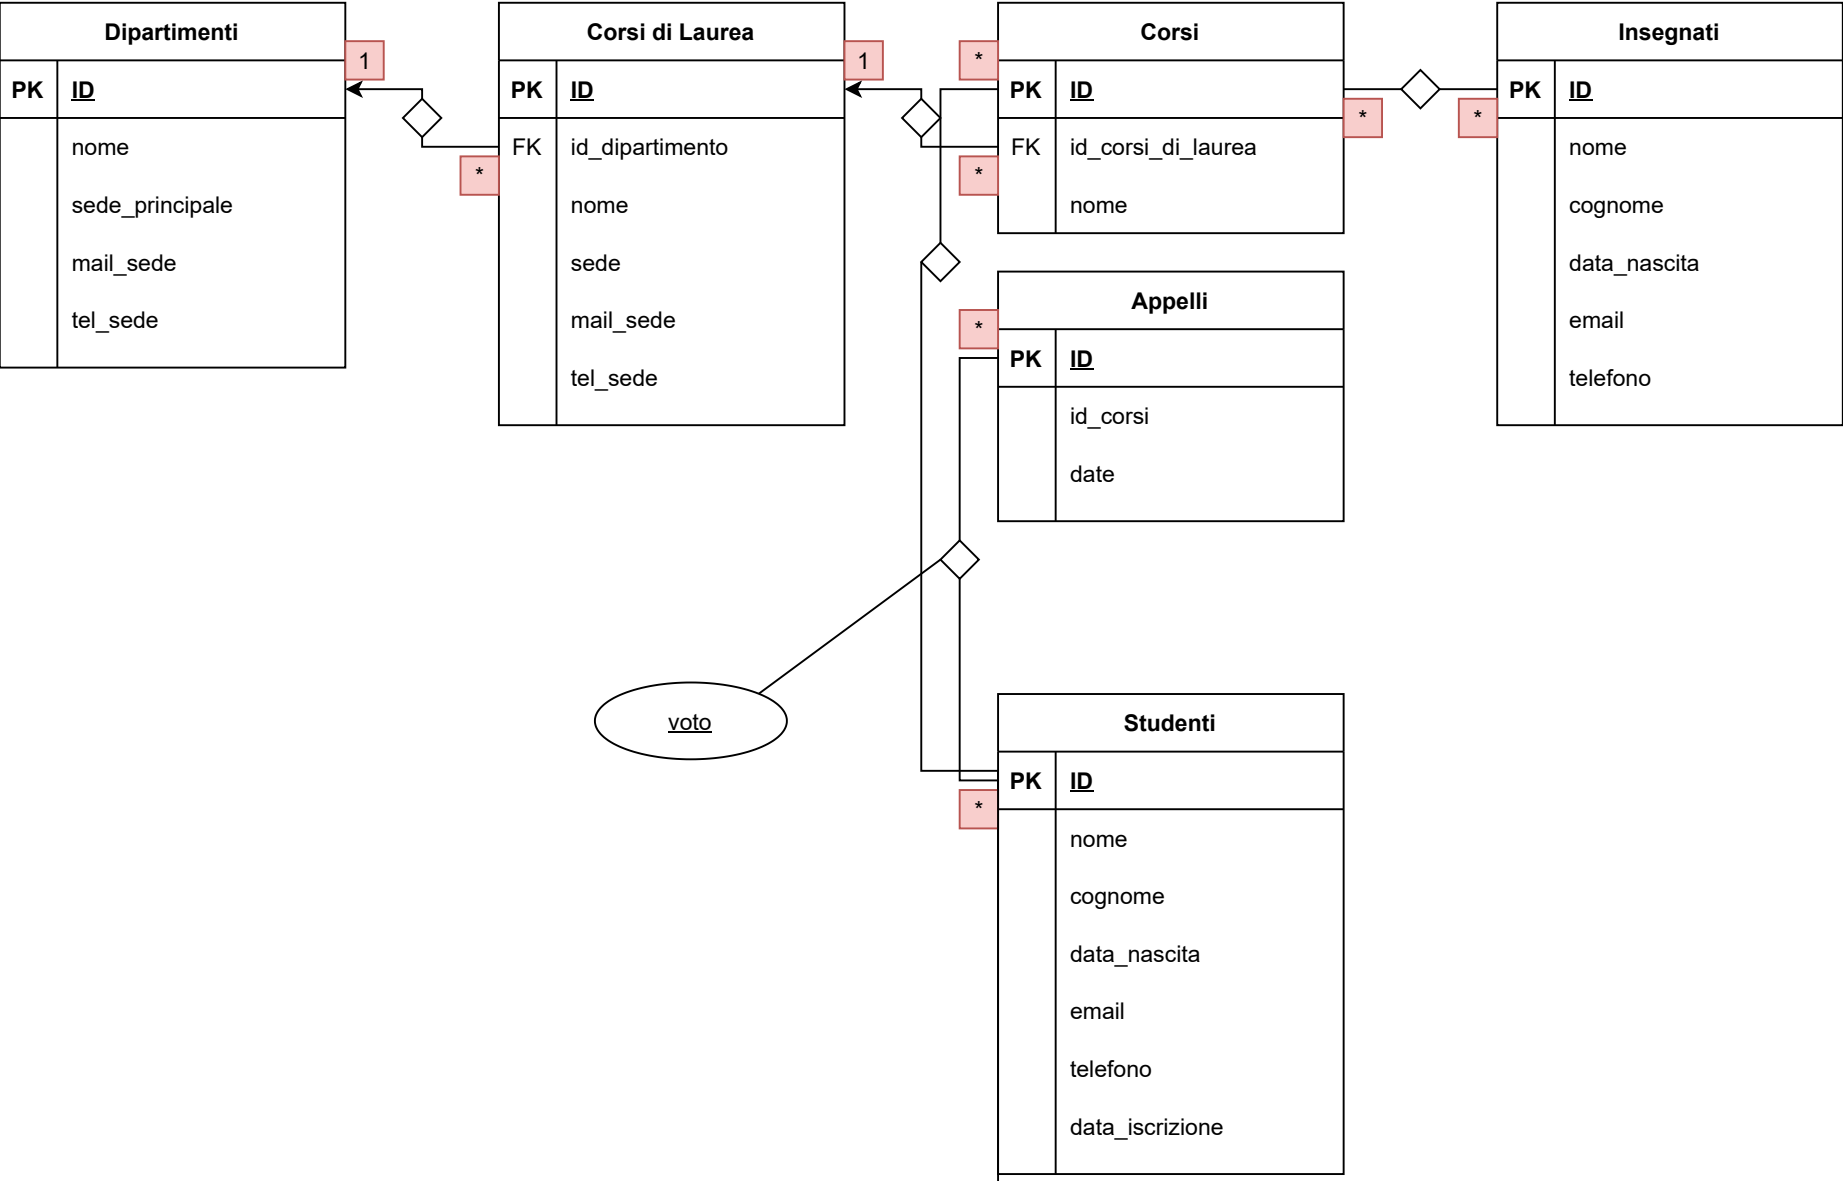 Dipartimenti
1
PK ID
nome
sede_principale
mail_sede
tel_sede
*
Corsi di Laurea
1
PK ID
FK id_dipartimento
nome
sede
mail_sede
tel_sede
*
*
Corsi
PK ID
FK id_corsi_di_laurea
nome
*
*
Insegnati
PK ID
nome
cognome
data_nascita
email
telefono
*
Appelli
PK ID
id_corsi
date
voto
*
Studenti
PK ID
nome
cognome
data_nascita
email
telefono
data_iscrizione